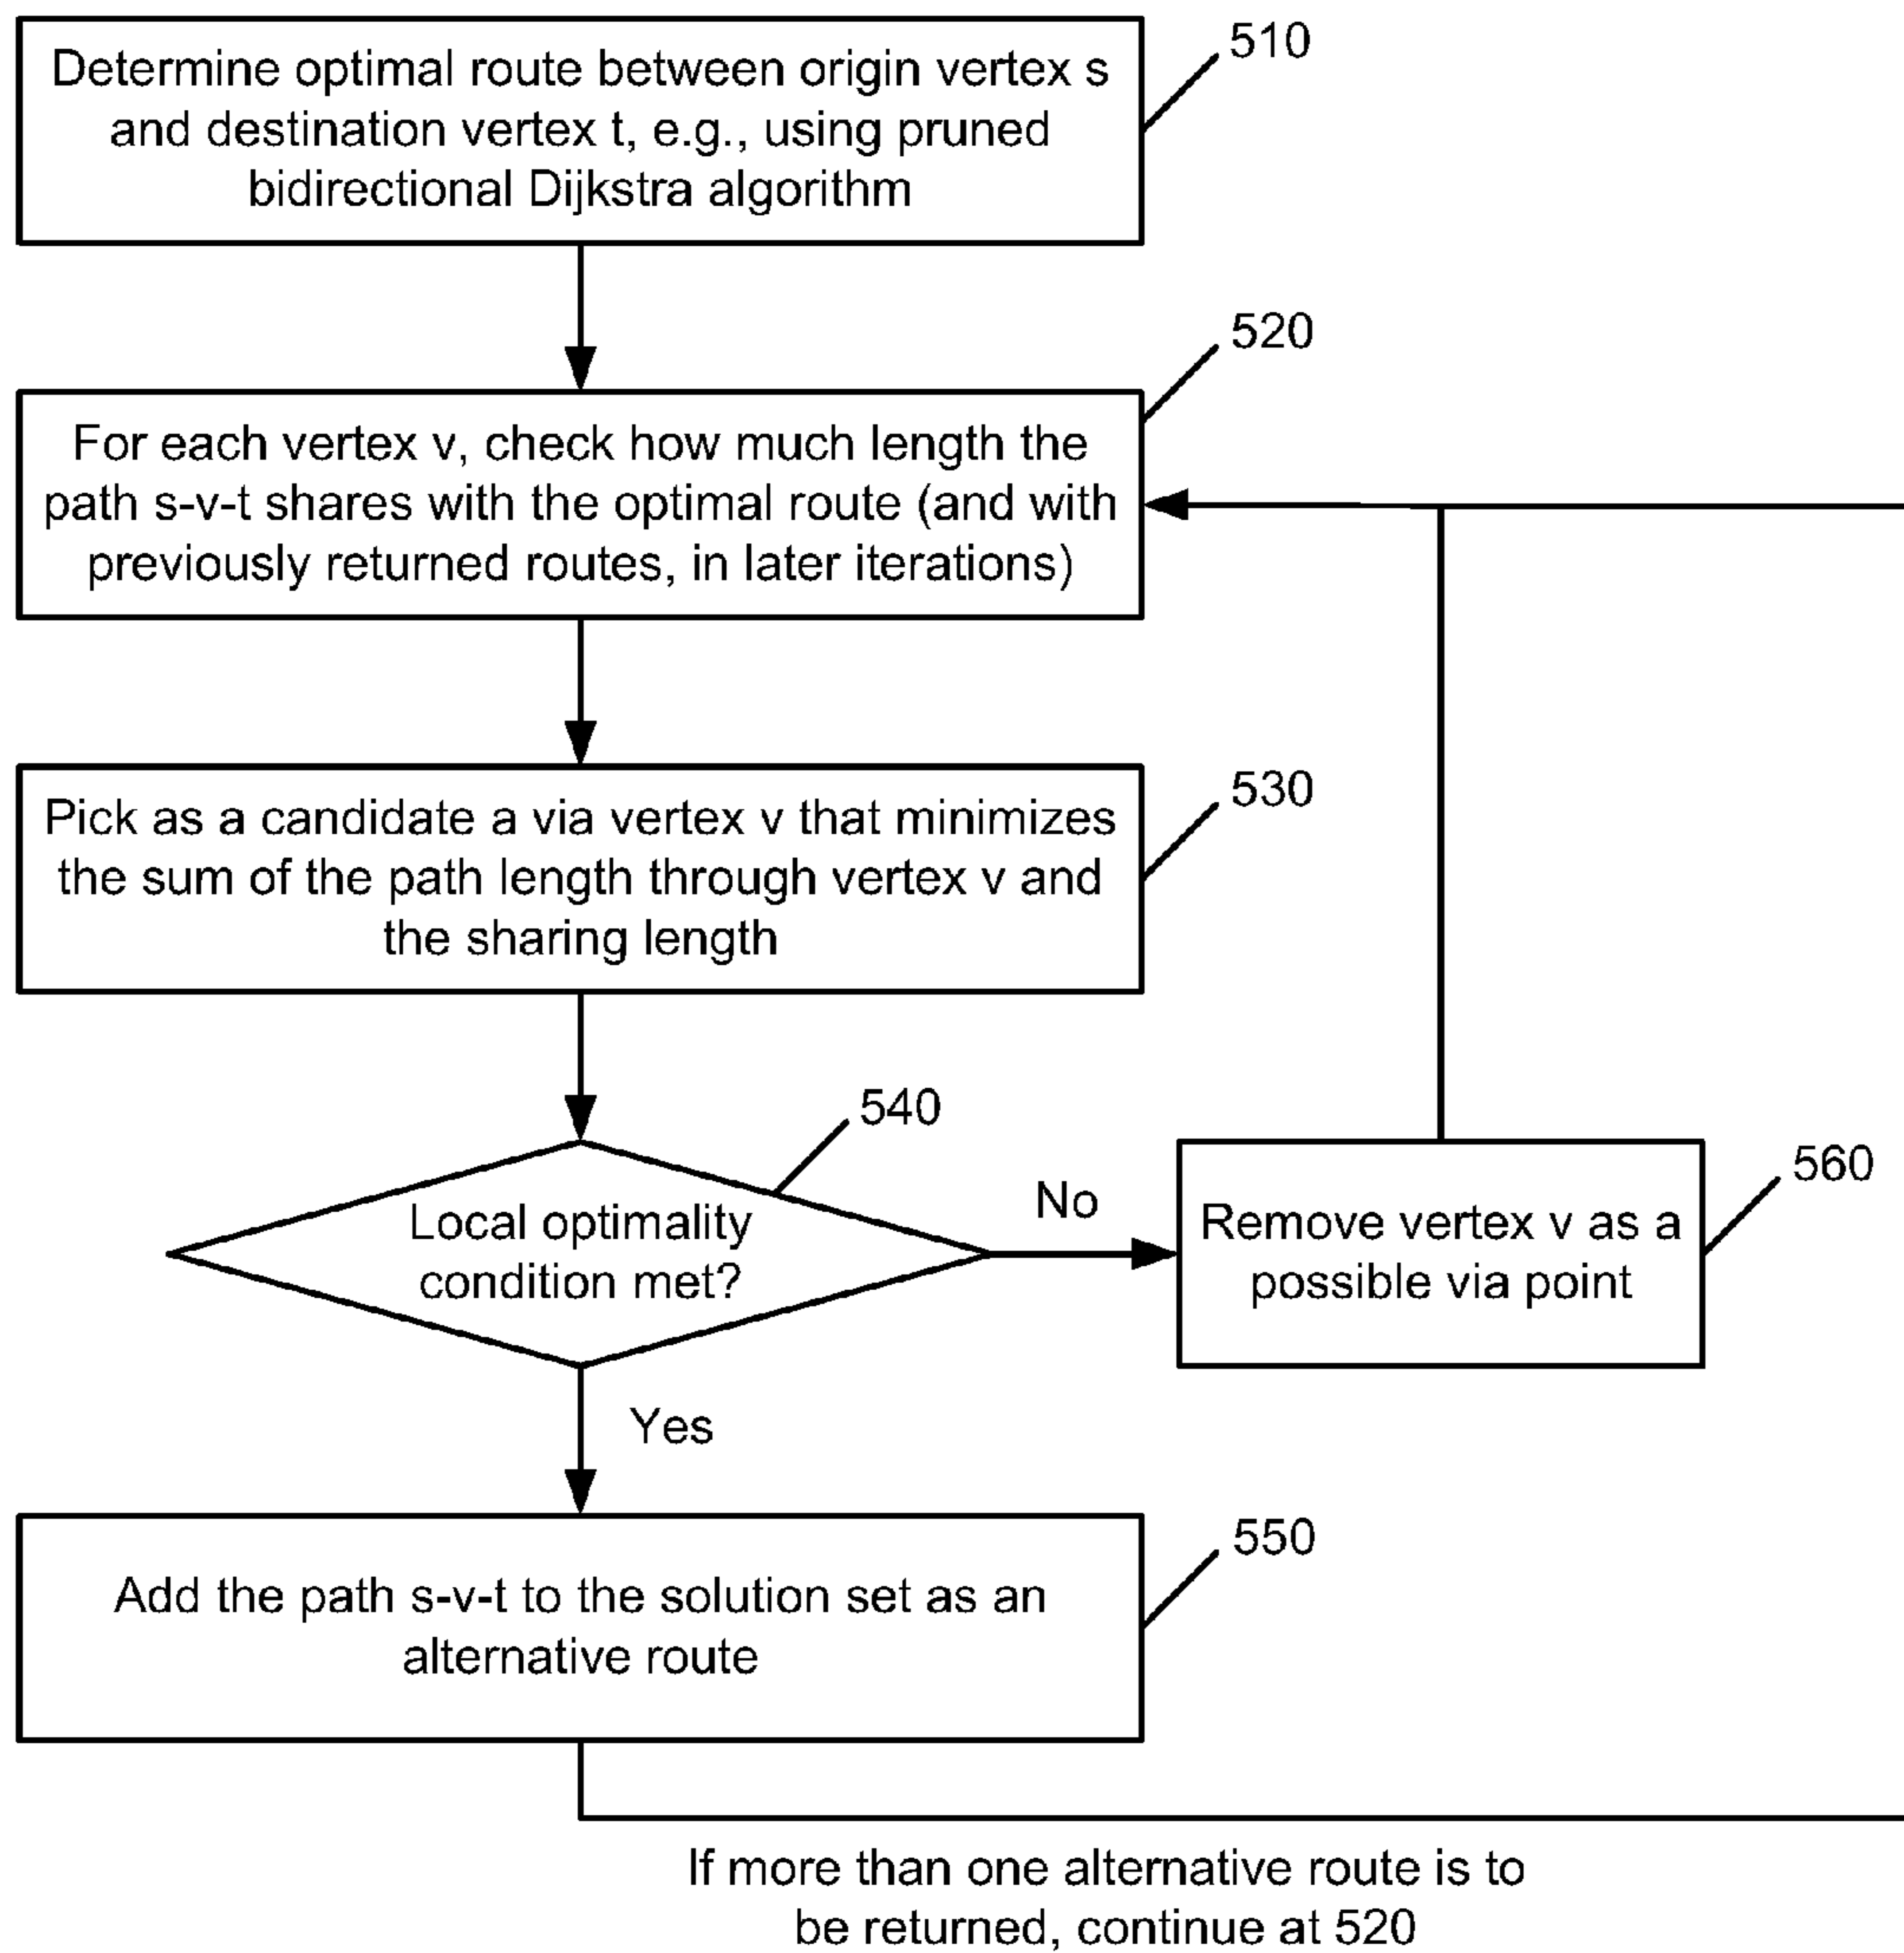 Determine optimal route between origin vertex s
and destination vertex t, e.g., using pruned
bidirectional Dijkstra algorithm
510
For each vertex v, check how much length the
path s-v-t shares with the optimal route (and with
previously returned routes, in later iterations)
520
Pick as a candidate a via vertex v that minimizes
the sum of the path length through vertex v and
the sharing length
530
Local optimality
condition met?
540
No
Remove vertex v as a
possible via point
560
Yes
Add the path s-v-t to the solution set as an
alternative route
550
If more than one alternative route is to
be returned, continue at 520